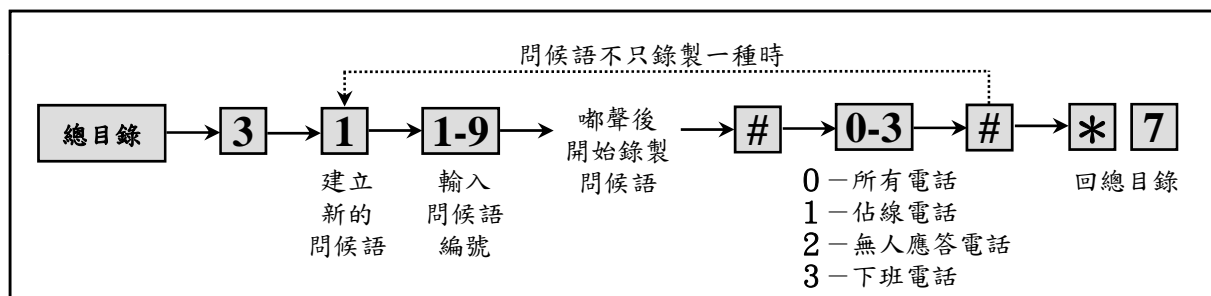 問候語不只錄製一種時
總目錄
3
1
1-9
嘟聲後
開始錄製
問候語
#
0-3
#
* 7
建立
新的
問候語
輸入
問候語
編號
0－所有電話
1－佔線電話
2－無人應答電話
3－下班電話
回總目錄